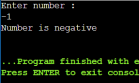 Enter number :
-1
Number is negative
...Program finished with e
Press ENTER to exit consol